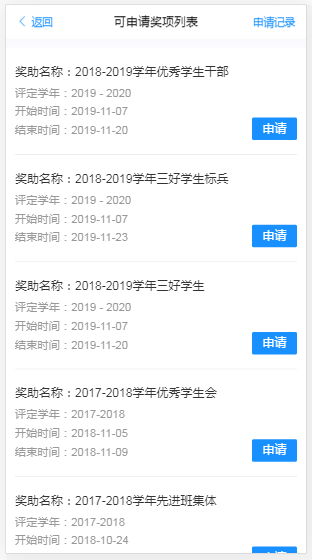 返回 可申请奖项列表 申请记录
奖助名称：2018-2019学年优秀学生干部
评定学年：2019 - 2020
开始时间：2019-11-07
结束时间：2019-11-20
申请
奖助名称：2018-2019学年三好学生标兵
评定学年：2019 - 2020
开始时间：2019-11-07
结束时间：2019-11-23
申请
奖助名称：2018-2019学年三好学生
评定学年：2019 - 2020
开始时间：2019-11-07
结束时间：2019-11-20
申请
奖助名称：2017-2018学年优秀学生会
评定学年：2017-2018
开始时间：2018-11-05
结束时间：2018-11-09
申请
奖助名称：2017-2018学年先进班集体
评定学年：2017-2018
开始时间：2018-10-24